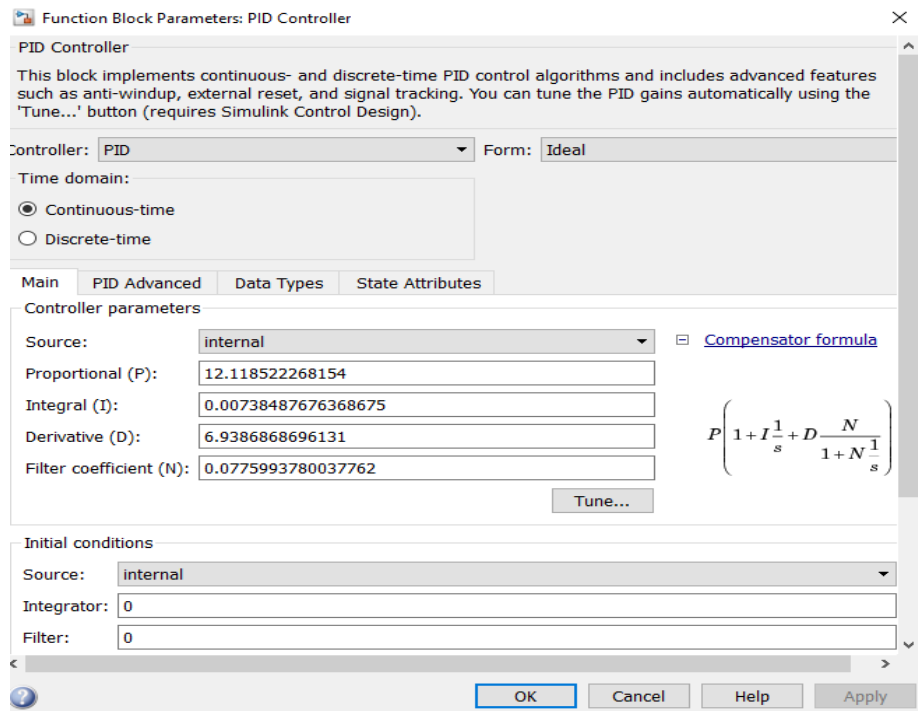 Function Block Parameters: PID Controller
PID Controller
This block implements continuous- and discrete-time PID control algorithms and includes advanced features
such as anti-windup, external reset, and signal tracking. You can tune the PID gains automatically using the
'Tune...' button (requires Simulink Control Design).
Controller: PID Form: Ideal
Time domain:
Continuous-time
Discrete-time
Main PID Advanced Data Types State Attributes
Controller parameters
Source: internal Compensator formula
Proportional (P): 12.118522268154
Integral (I): 0.00738487676368675
Derivative (D): 6.9386868696131
Filter coefficient (N): 0.0775993780037762
P(1+I 1/s + D N/(1+N 1/s))
Tune...
Initial conditions
Source: internal
Integrator: 0
Filter: 0
? OK Cancel Help Apply